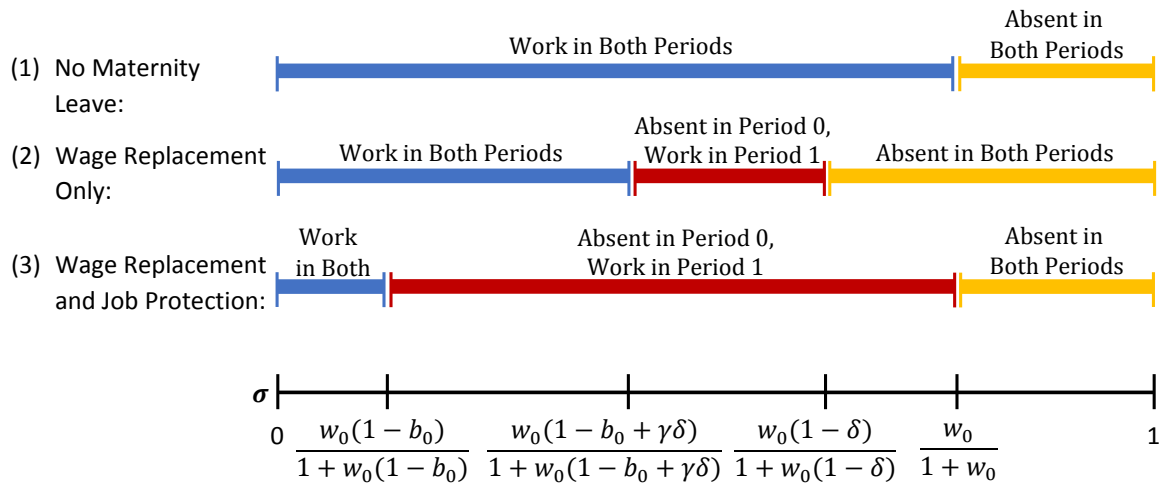 Absent in
Both Periods
Work in Both Periods
(1) No Maternity
Leave:
Absent in Period 0,
Work in Period 1
(2) Wage Replacement
Only:
Work in Both Periods
Absent in Both Periods
Work
in Both
Absent in Period 0,
Work in Period 1
Absent in
Both Periods
(3) Wage Replacement
and Job Protection:
σ
0
w₀(1 − b₀)
1 + w₀(1 − b₀)
w₀(1 − b₀ + γδ)
1 + w₀(1 − b₀ + γδ)
w₀(1 − δ)
1 + w₀(1 − δ)
w₀
1 + w₀
1